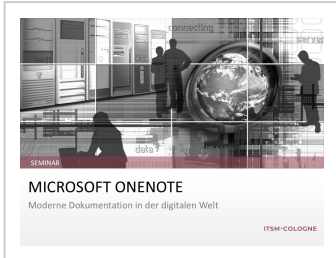 connecting
server
data
SEMINAR
MICROSOFT ONENOTE
Moderne Dokumentation in der digitalen Welt
ITSM•COLOGNE